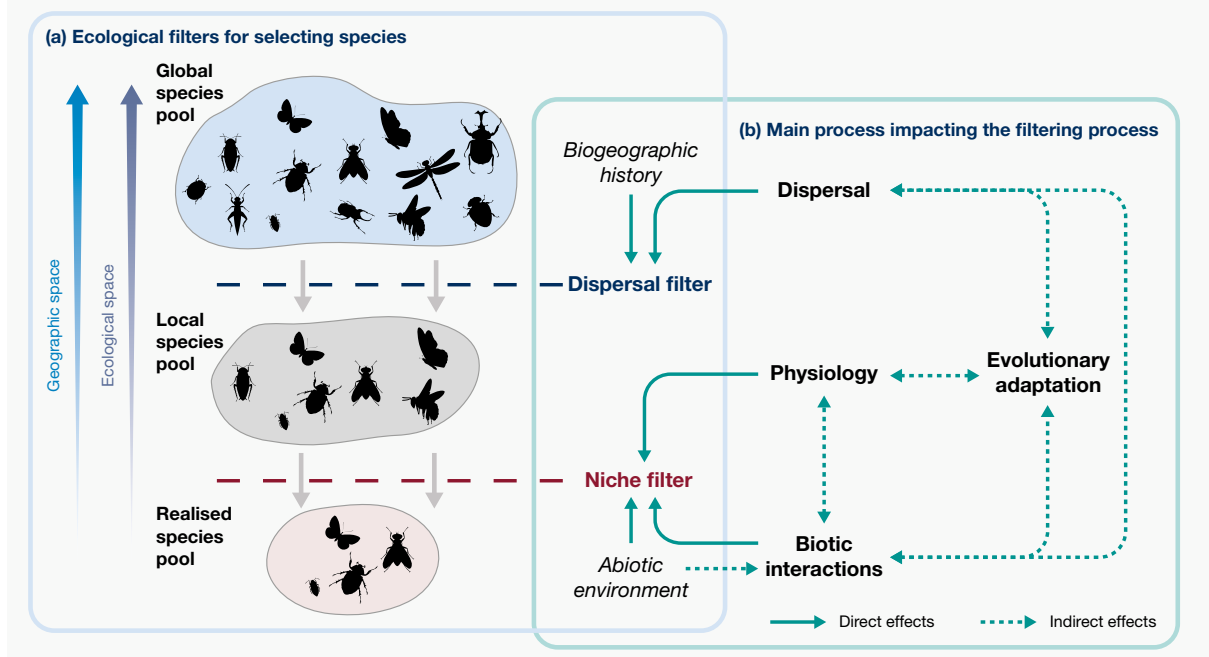 (a) Ecological filters for selecting species
Global
species
pool
Geographic space
Ecological space
Local
species
pool
Realised
species
pool
(b) Main process impacting the filtering process
Biogeographic
history
Dispersal
Dispersal filter
Physiology
Evolutionary
adaptation
Niche filter
Abiotic
environment
Biotic
interactions
Direct effects
Indirect effects